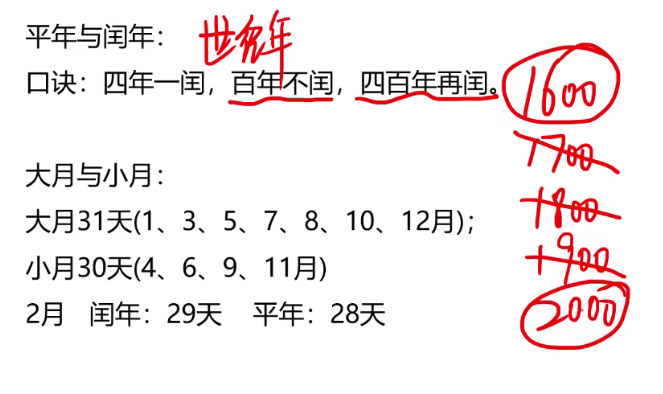 平年与闰年：世纪年
口诀：四年一闰，百年不闰，四百年再闰。
1600
1700
1800
1900
2000
大月与小月：
大月31天(1、3、5、7、8、10、12月)；
小月30天(4、6、9、11月)
2月 闰年：29天 平年：28天